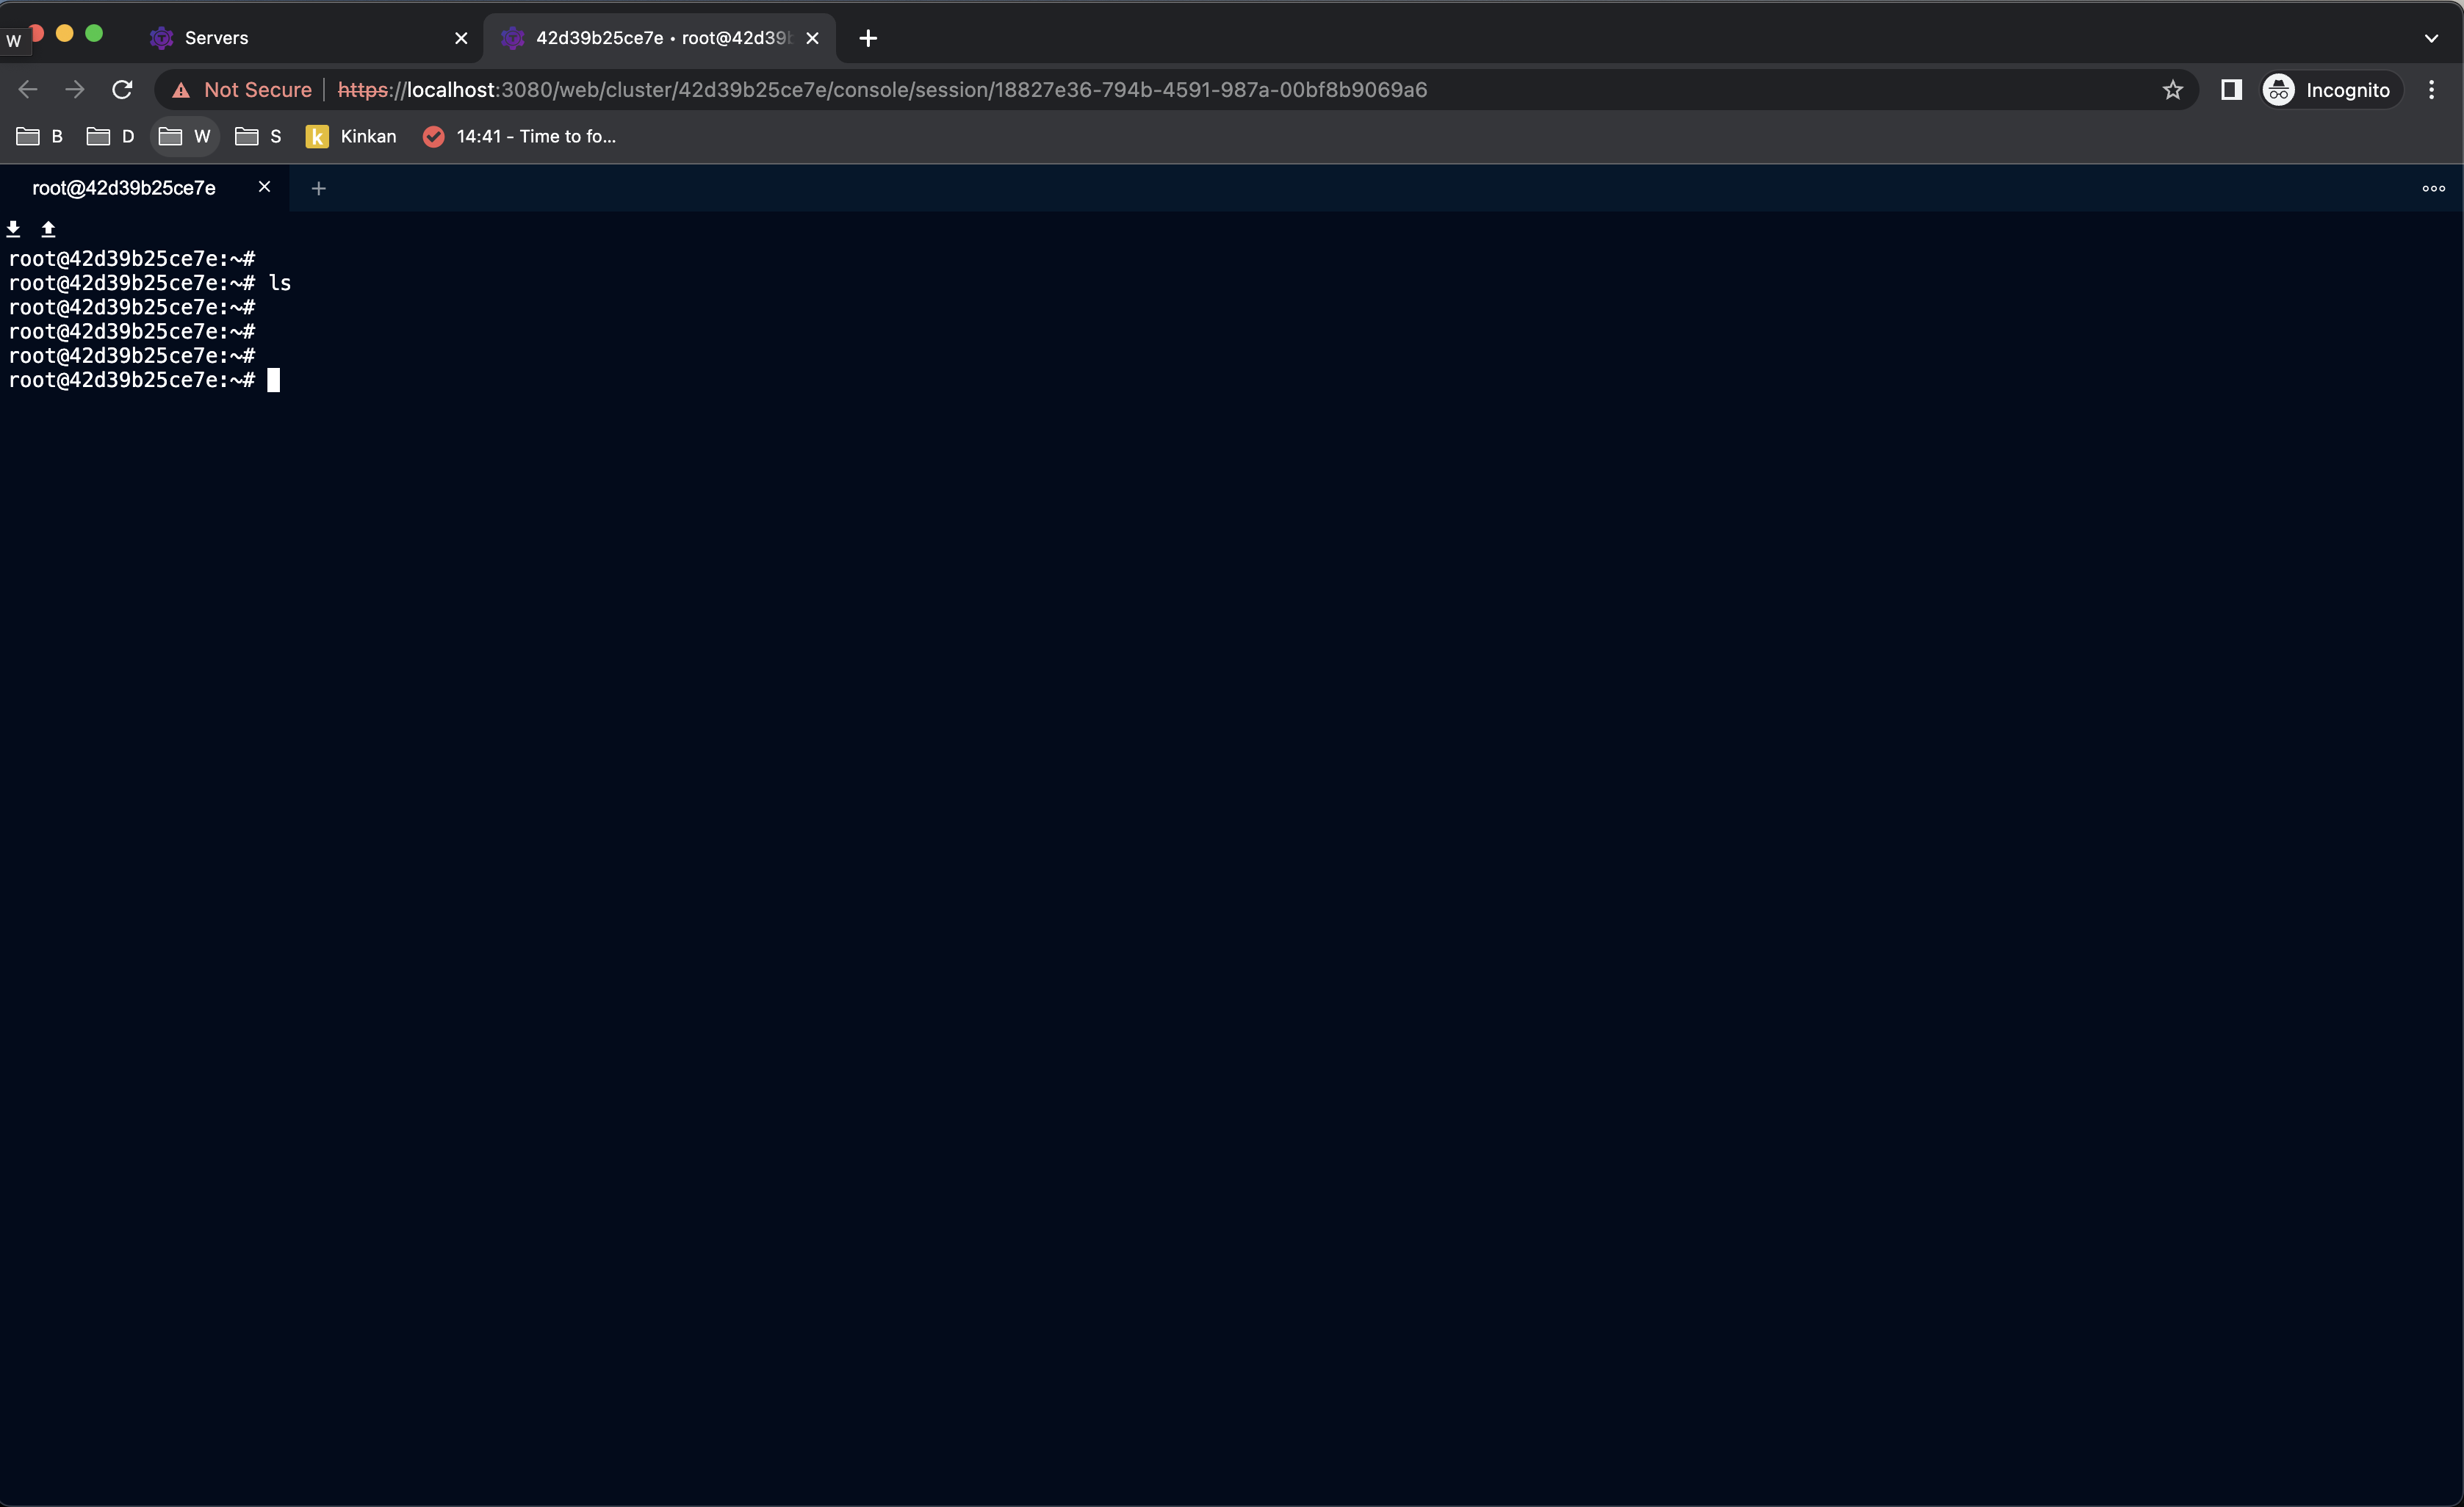 W
Servers
42d39b25ce7e • root@42d39b
Not Secure
https://localhost:3080/web/cluster/42d39b25ce7e/console/session/18827e36-794b-4591-987a-00bf8b9069a6
Incognito
B
D
W
S
k Kinkan
14:41 - Time to fo...
root@42d39b25ce7e
root@42d39b25ce7e:~#
root@42d39b25ce7e:~# ls
root@42d39b25ce7e:~#
root@42d39b25ce7e:~#
root@42d39b25ce7e:~#
root@42d39b25ce7e:~#